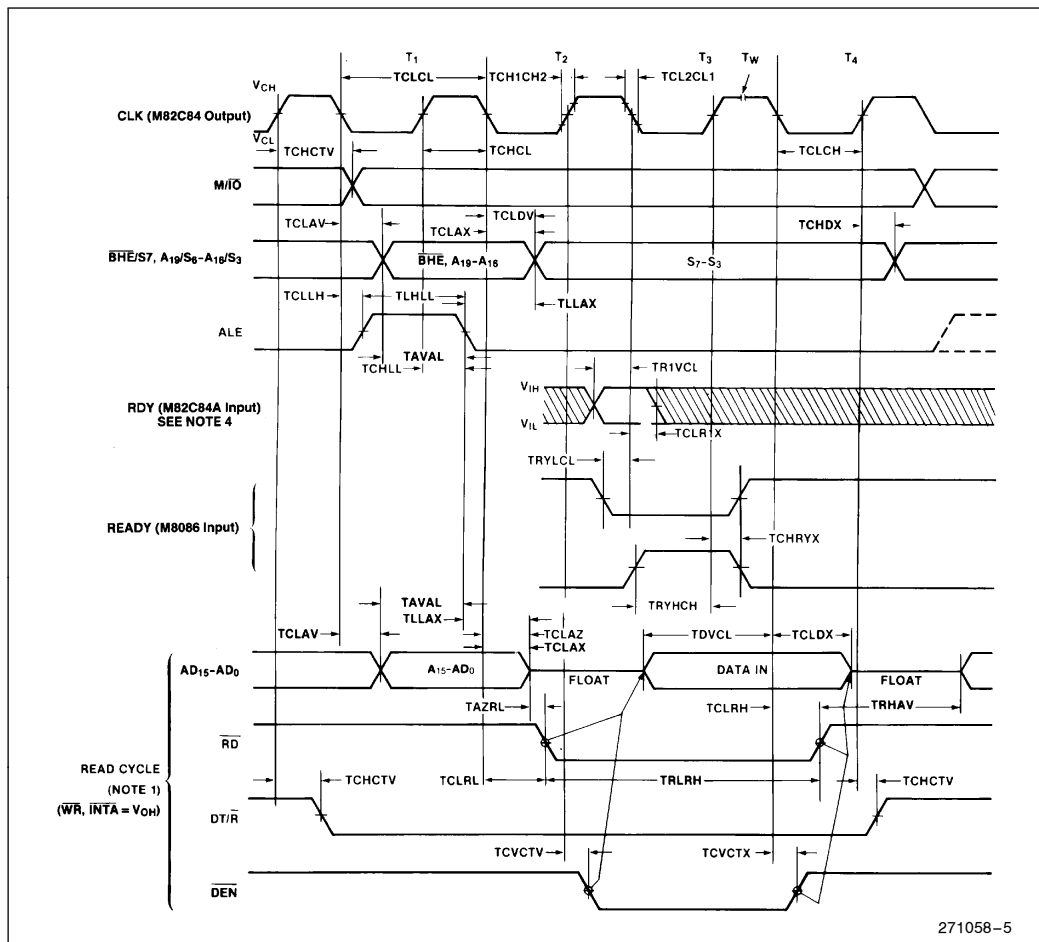 T1 T2 T3 TW T4
TCLCL TCH1CH2 TCL2CL1
VCH
CLK (M82C84 Output)
VCL
TCHCTV TCHCL TCLCH
M/IO
TCLDV
TCLAV TCLAX TCHDX
BHE/S7, A19/S6–A16/S3 BHE, A19–A16 S7–S3
TCLLH TLHLL TLLAX
ALE
TAVAL
TCHLL TR1VCL
VIH
RDY (M82C84A Input)
SEE NOTE 4
VIL
TCLR1X
TRYLCL
READY (M8086 Input)
TCHRYX
TAVAL TRYHCH
TLLAX
TCLAV TCLAZ TDVCL TCLDX
TCLAX
AD15–AD0 A15–AD0 FLOAT DATA IN FLOAT
TAZRL TCLRH TRHAV
RD
READ CYCLE
(NOTE 1)
(WR, INTA = VOH)
TCHCTV TCLRL TRLRH TCHCTV
DT/R
TCVCTV TCVCTX
DEN
271058–5